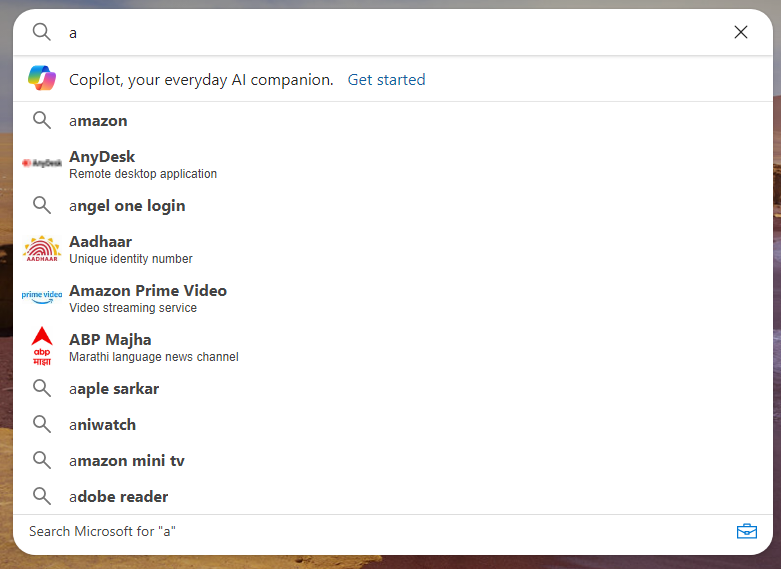 a
Copilot, your everyday AI companion. Get started
amazon
AnyDesk
AnyDesk
Remote desktop application
angel one login
AADHAAR
Aadhaar
Unique identity number
prime video
Amazon Prime Video
Video streaming service
abp
माझा
ABP Majha
Marathi language news channel
aaple sarkar
aniwatch
amazon mini tv
adobe reader
Search Microsoft for "a"